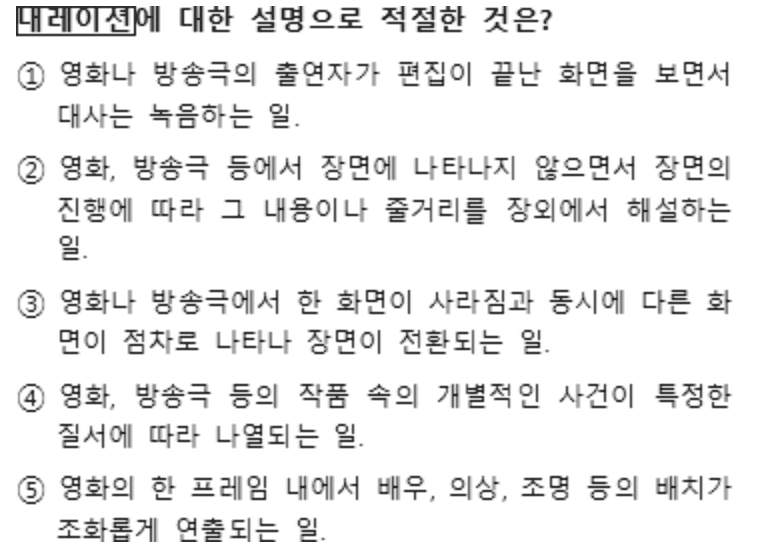 내레이션에 대한 설명으로 적절한 것은?
① 영화나 방송극의 출연자가 편집이 끝난 화면을 보면서
대사는 녹음하는 일.
② 영화, 방송극 등에서 장면에 나타나지 않으면서 장면의
진행에 따라 그 내용이나 줄거리를 장외에서 해설하는
일.
③ 영화나 방송극에서 한 화면이 사라짐과 동시에 다른 화
면이 점차로 나타나 장면이 전환되는 일.
④ 영화, 방송극 등의 작품 속의 개별적인 사건이 특정한
질서에 따라 나열되는 일.
⑤ 영화의 한 프레임 내에서 배우, 의상, 조명 등의 배치가
조화롭게 연출되는 일.